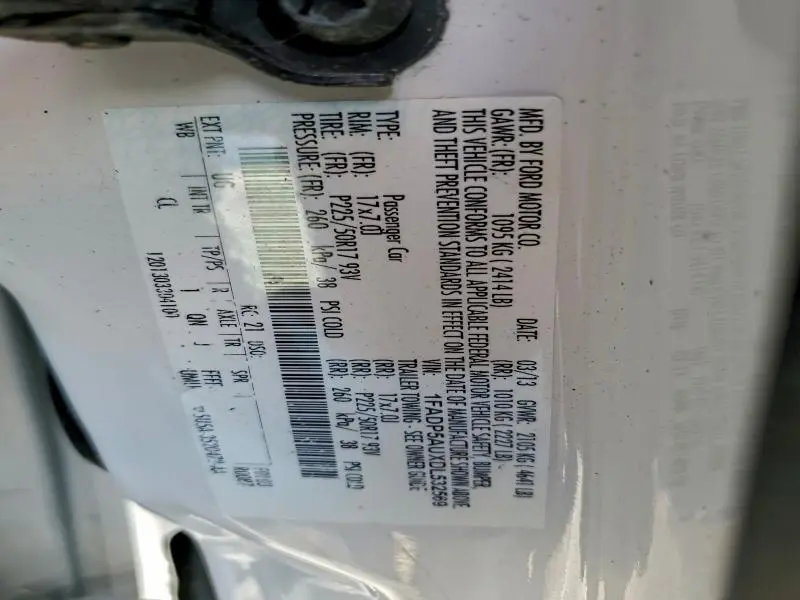 MFD. BY FORD MOTOR CO.
DATE: 03/13 GVWR: 2105 KG (4641 LB)
GAWR: (FR): 1095 KG (2414 LB) (RR): 1010 KG (2227 LB)
THIS VEHICLE CONFORMS TO ALL APPLICABLE FEDERAL MOTOR VEHICLE SAFETY, BUMPER,
AND THEFT PREVENTION STANDARDS IN EFFECT ON THE DATE OF MANUFACTURE SHOWN ABOVE
VIN: 1FADP5AUXDL532569
TYPE: Passenger Car TRAILER TOWING - SEE OWNER GUIDE
RIM: (FR): 17x7.0J (RR): 17x7.0J
TIRE: (FR): P225/50R17 93V (RR): P225/50R17 93V
PRESSURE: (FR): 260 kPa/ 38 PSI COLD (RR): 260 kPa/ 38 PSI COLD
EXT PNT: UG RC: 21 DSO:
WB INT TR TP/PS R AXLE TR SPR
CL I QN J